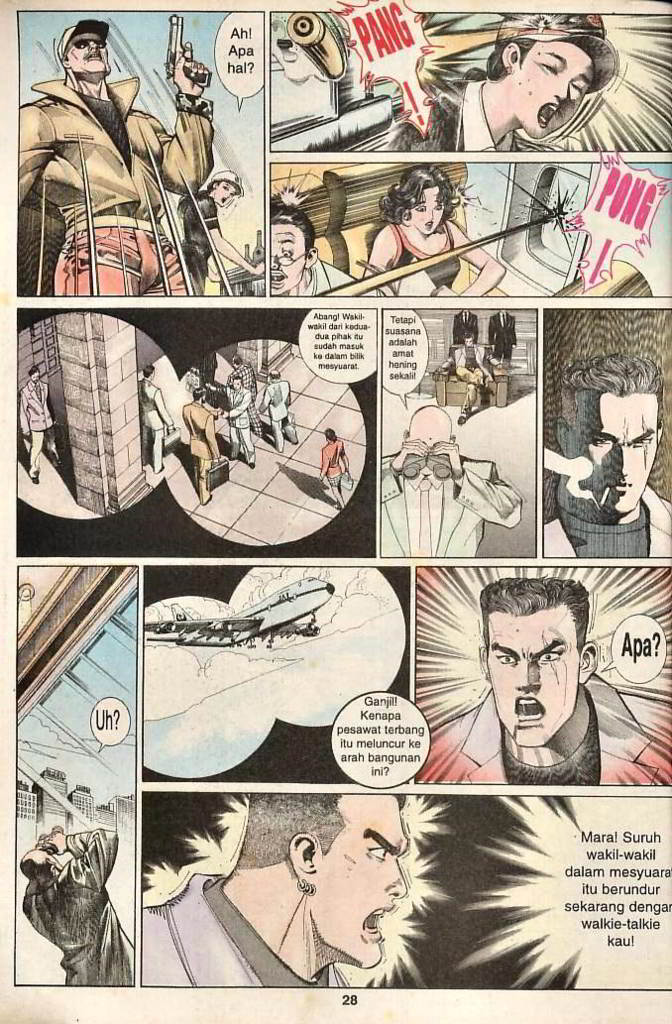 Ah!
Apa
hal?
PANG
!
PONG
!
Abang! Wakil-
wakil dari kedua-
dua pihak itu
sudah masuk
ke dalam bilik
mesyuarat.
Tetapi
suasana
adalah
amat
hening
sekali!
Uh?
Ganjil!
Kenapa
pesawat terbang
itu meluncur ke
arah bangunan
ini?
Apa?
Mara! Suruh
wakil-wakil
dalam mesyuarat
itu berundur
sekarang dengan
walkie-talkie
kau!
28